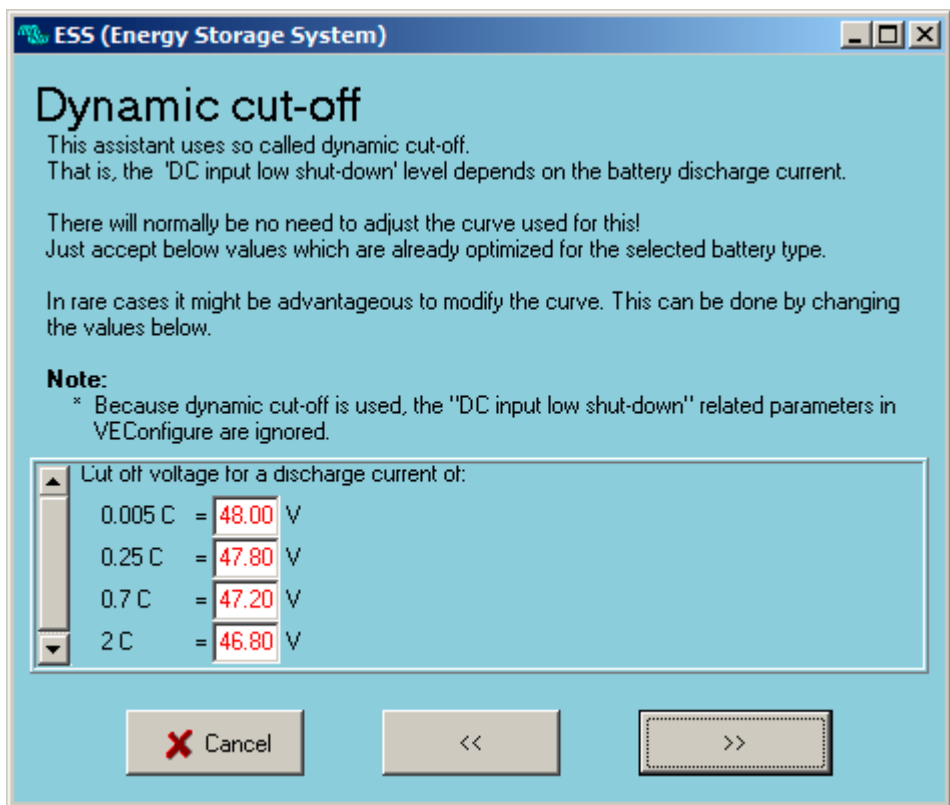 ESS (Energy Storage System)
Dynamic cut-off
This assistant uses so called dynamic cut-off.
That is, the 'DC input low shut-down' level depends on the battery discharge current.
There will normally be no need to adjust the curve used for this!
Just accept below values which are already optimized for the selected battery type.
In rare cases it might be advantageous to modify the curve. This can be done by changing
the values below.
Note:
* Because dynamic cut-off is used, the "DC input low shut-down" related parameters in
VEConfigure are ignored.
Cut off voltage for a discharge current of:
0.005 C = 48.00 V
0.25 C = 47.80 V
0.7 C = 47.20 V
2 C = 46.80 V
Cancel << >>